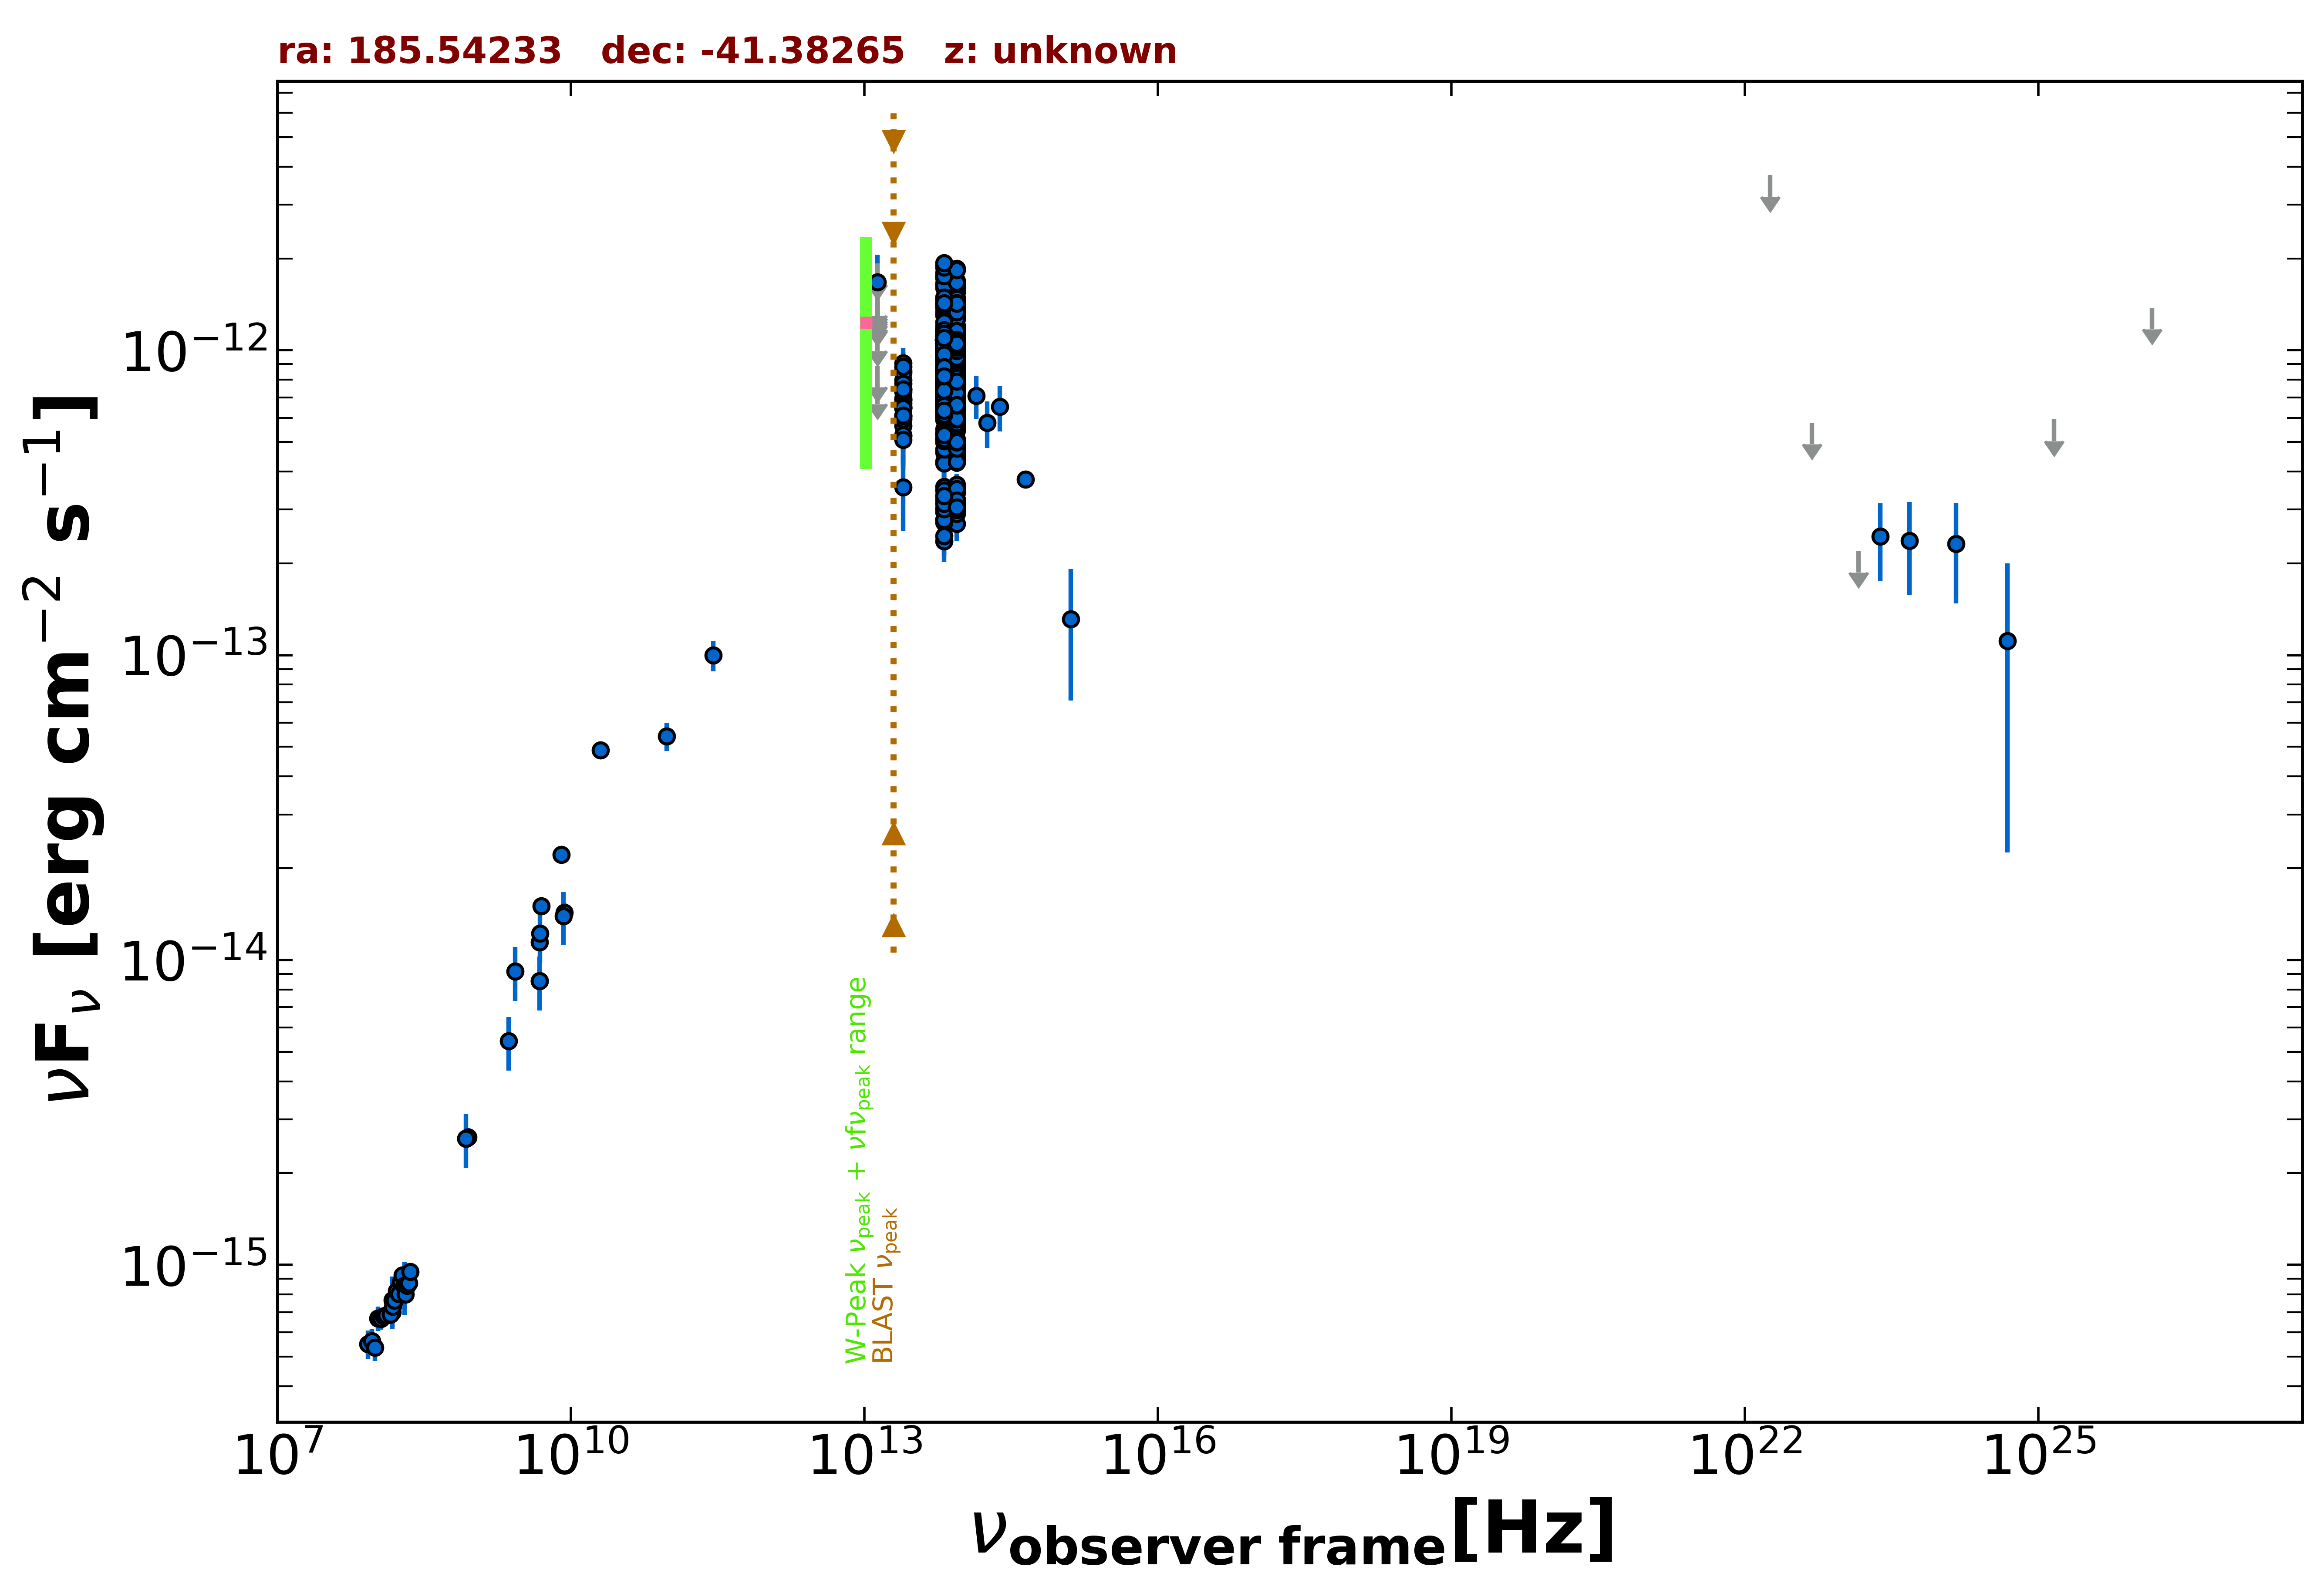 ra: 185.54233   dec: -41.38265   z: unknown
νFν [erg cm⁻² s⁻¹]
10⁻¹²
10⁻¹³
10⁻¹⁴
10⁻¹⁵
W-Peak νpeak + νfνpeak range
BLAST νpeak
10⁷ 10¹⁰ 10¹³ 10¹⁶ 10¹⁹ 10²² 10²⁵
νobserver frame[Hz]